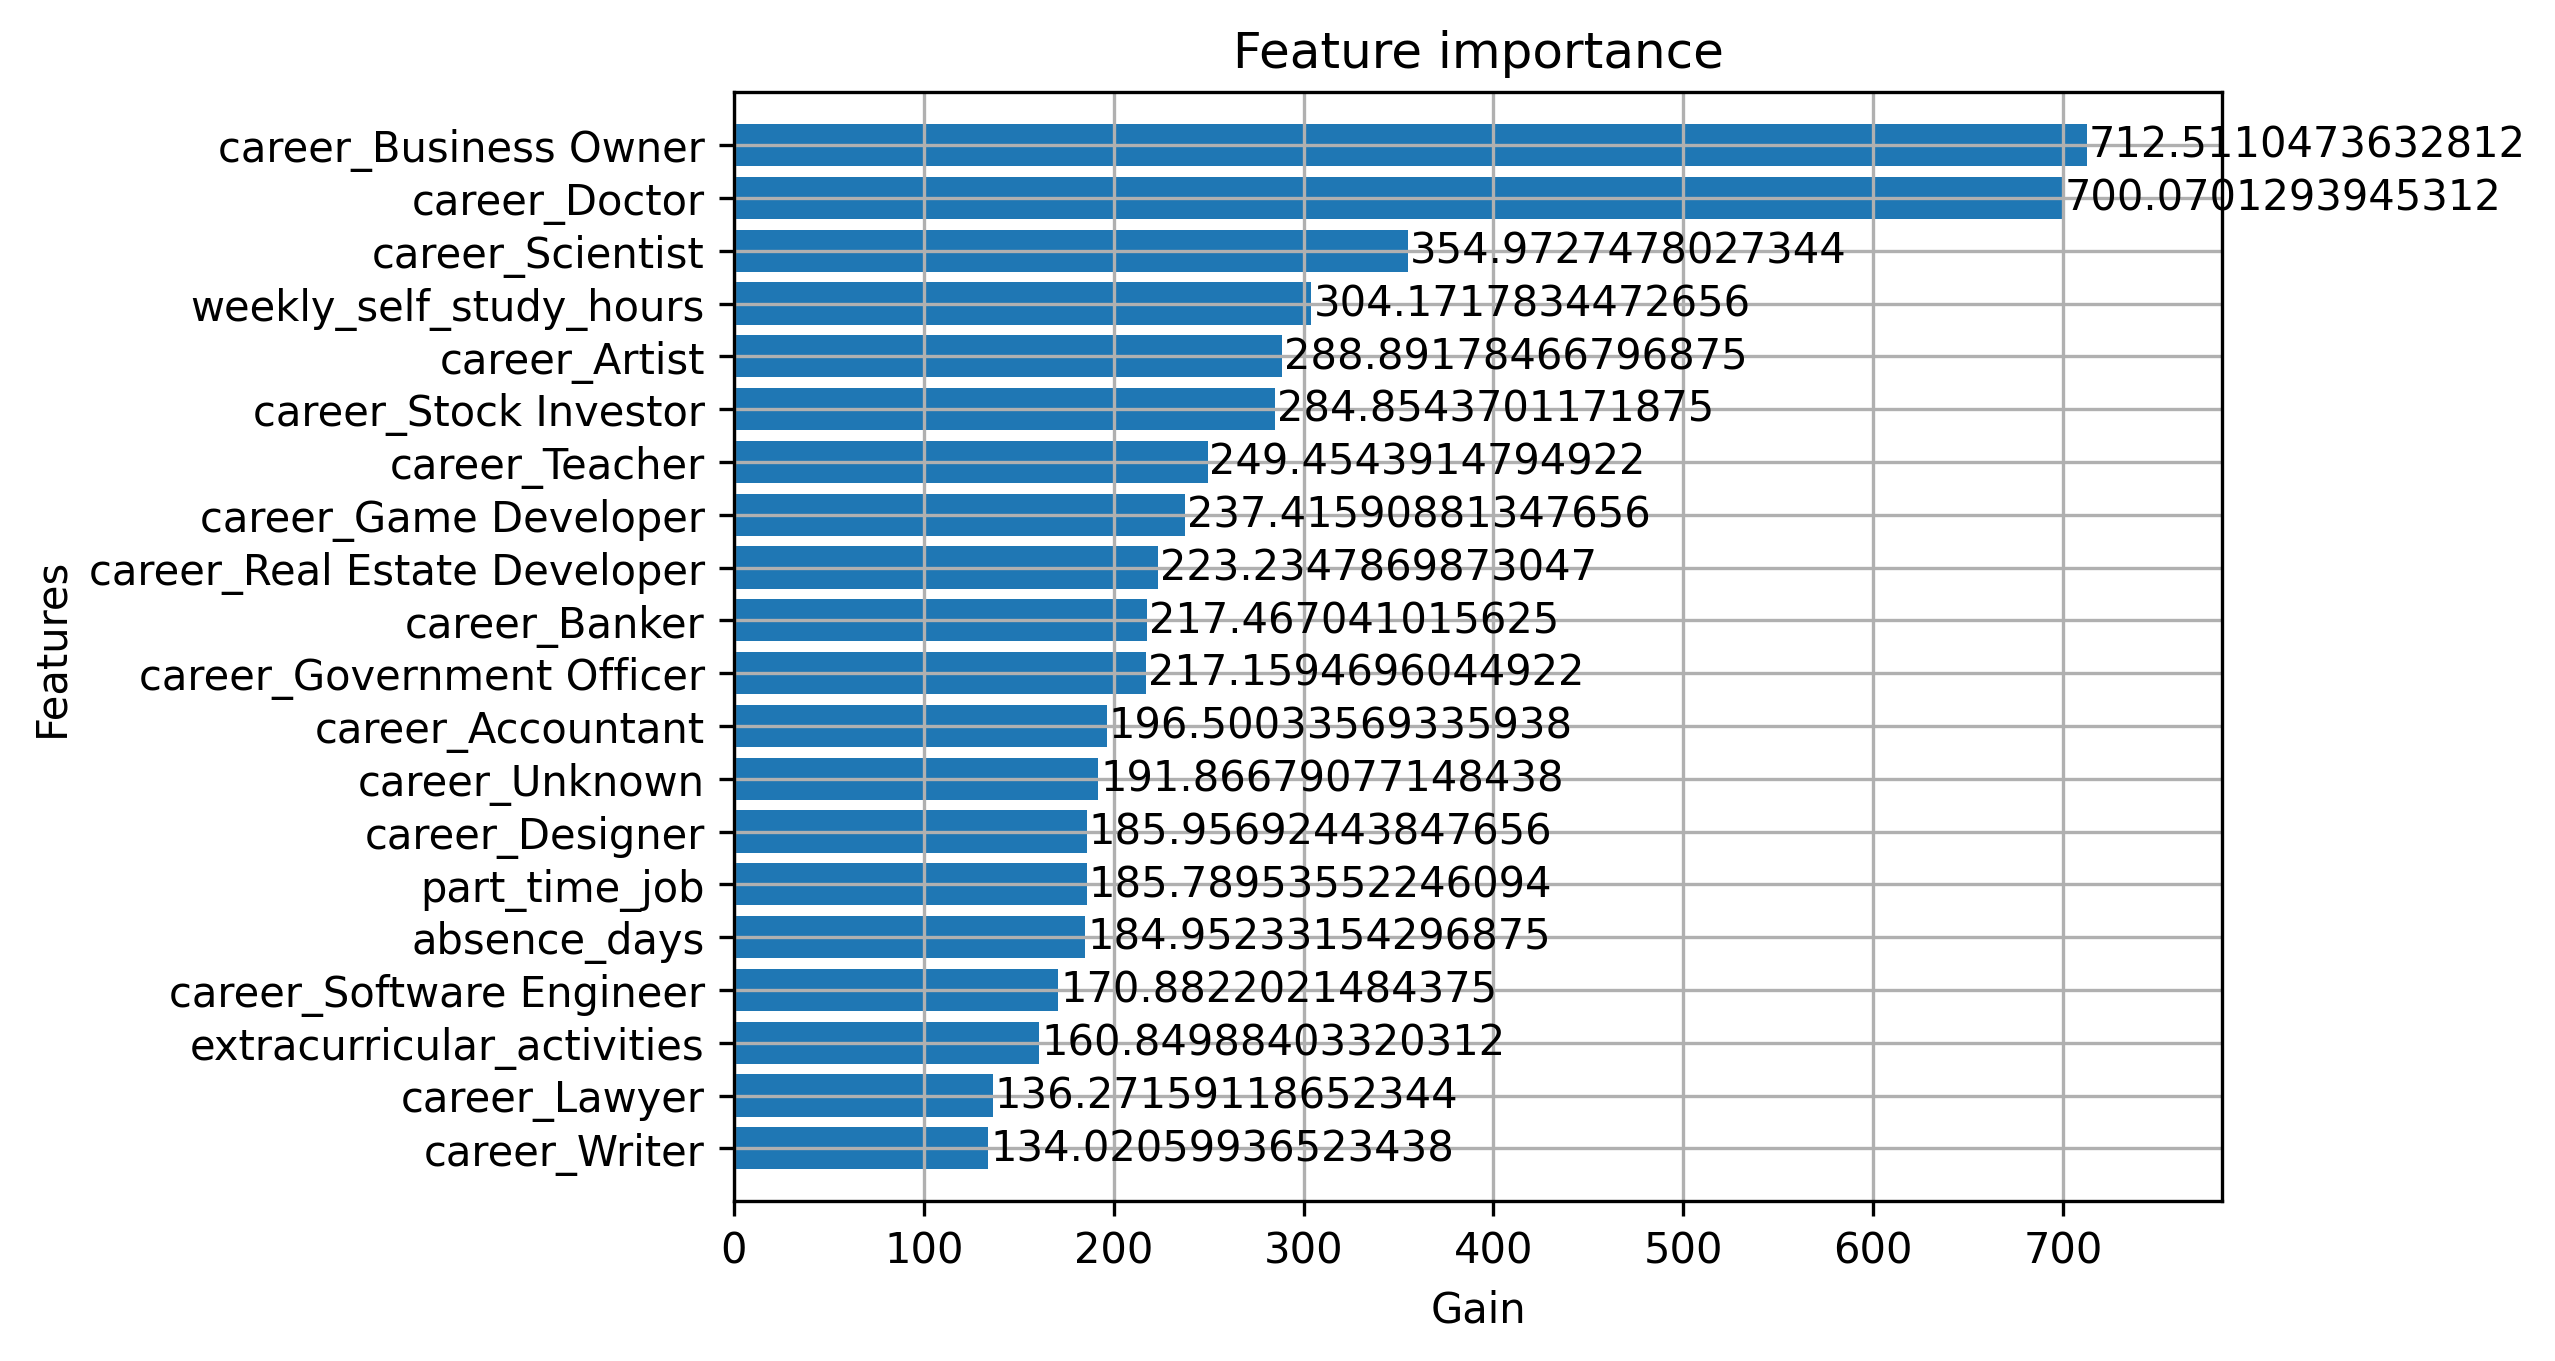 Feature importance
career_Business Owner 712.5110473632812
career_Doctor 700.0701293945312
career_Scientist 354.9727478027344
weekly_self_study_hours 304.1717834472656
career_Artist 288.89178466796875
career_Stock Investor 284.8543701171875
career_Teacher 249.4543914794922
career_Game Developer 237.41590881347656
career_Real Estate Developer 223.2347869873047
career_Banker 217.467041015625
career_Government Officer 217.1594696044922
career_Accountant 196.50033569335938
career_Unknown 191.86679077148438
career_Designer 185.95692443847656
part_time_job 185.78953552246094
absence_days 184.95233154296875
career_Software Engineer 170.8822021484375
extracurricular_activities 160.84988403320312
career_Lawyer 136.27159118652344
career_Writer 134.02059936523438
Features
0 100 200 300 400 500 600 700
Gain